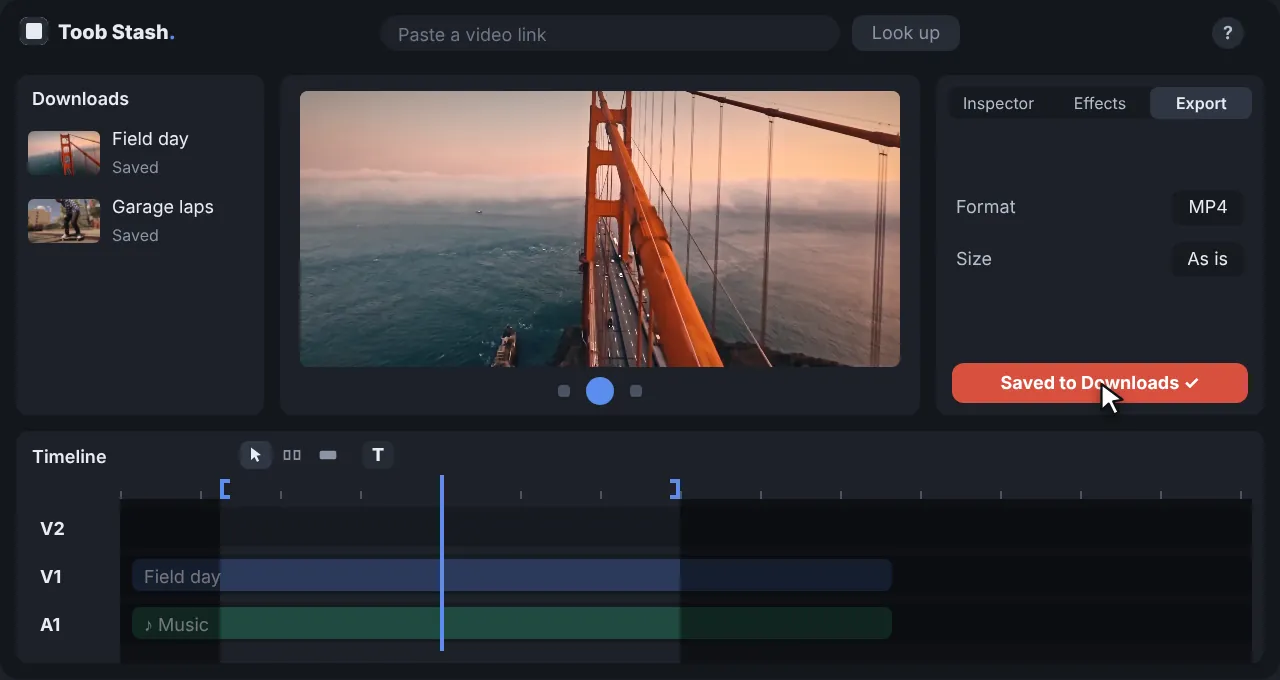 Toob Stash.
Paste a video link
Look up
?
Downloads
Field day
Saved
Garage laps
Saved
Inspector
Effects
Export
Format
MP4
Size
As is
Saved to Downloads ✓
Timeline
T
V2
V1
Field day
A1
♪ Music